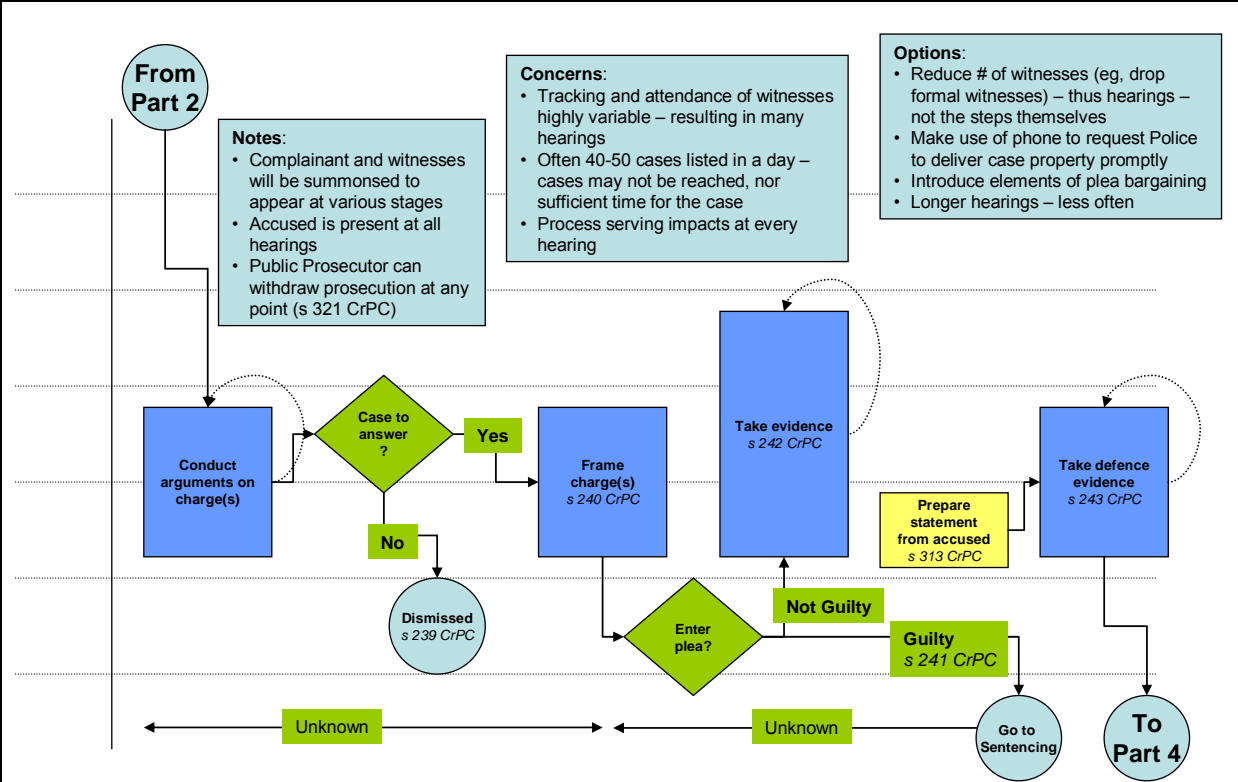 From
Part 2
Notes:
• Complainant and witnesses
will be summonsed to
appear at various stages
• Accused is present at all
hearings
• Public Prosecutor can
withdraw prosecution at any
point (s 321 CrPC)
Concerns:
• Tracking and attendance of witnesses
highly variable – resulting in many
hearings
• Often 40-50 cases listed in a day –
cases may not be reached, nor
sufficient time for the case
• Process serving impacts at every
hearing
Options:
• Reduce # of witnesses (eg, drop
formal witnesses) – thus hearings –
not the steps themselves
• Make use of phone to request Police
to deliver case property promptly
• Introduce elements of plea bargaining
• Longer hearings – less often
Conduct
arguments on
charge(s)
Case to
answer
?
Yes
No
Dismissed
s 239 CrPC
Frame
charge(s)
s 240 CrPC
Enter
plea?
Take evidence
s 242 CrPC
Not Guilty
Guilty
s 241 CrPC
Prepare
statement
from accused
s 313 CrPC
Take defence
evidence
s 243 CrPC
Unknown
Unknown
Go to
Sentencing
To
Part 4